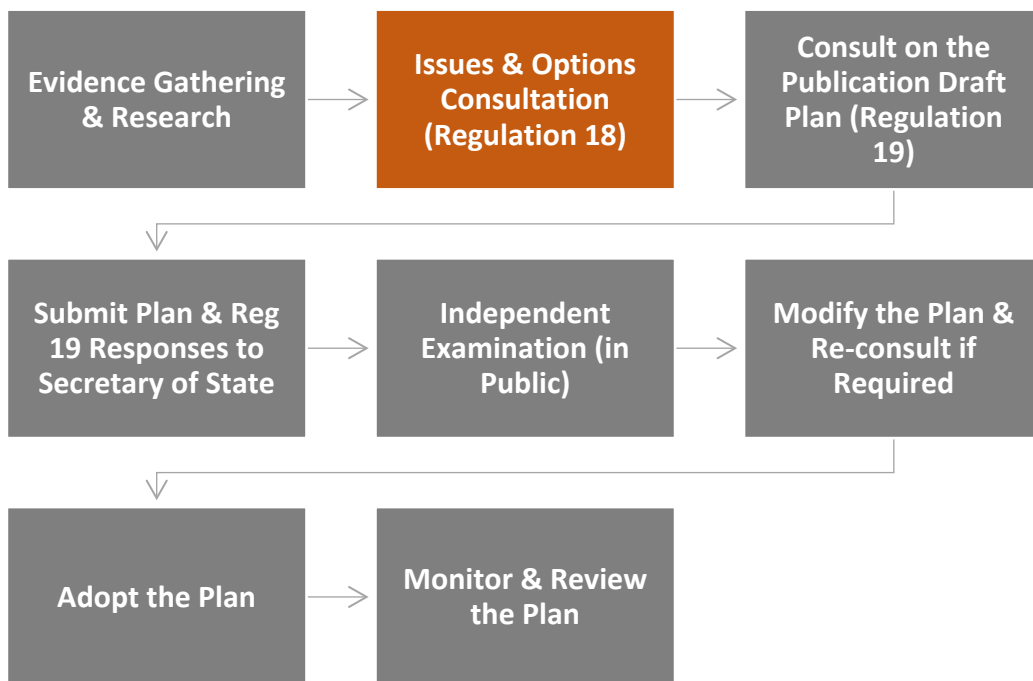 Evidence Gathering
& Research
Issues & Options
Consultation
(Regulation 18)
Consult on the
Publication Draft
Plan (Regulation
19)
Submit Plan & Reg
19 Responses to
Secretary of State
Independent
Examination (in
Public)
Modify the Plan &
Re-consult if
Required
Adopt the Plan
Monitor & Review
the Plan